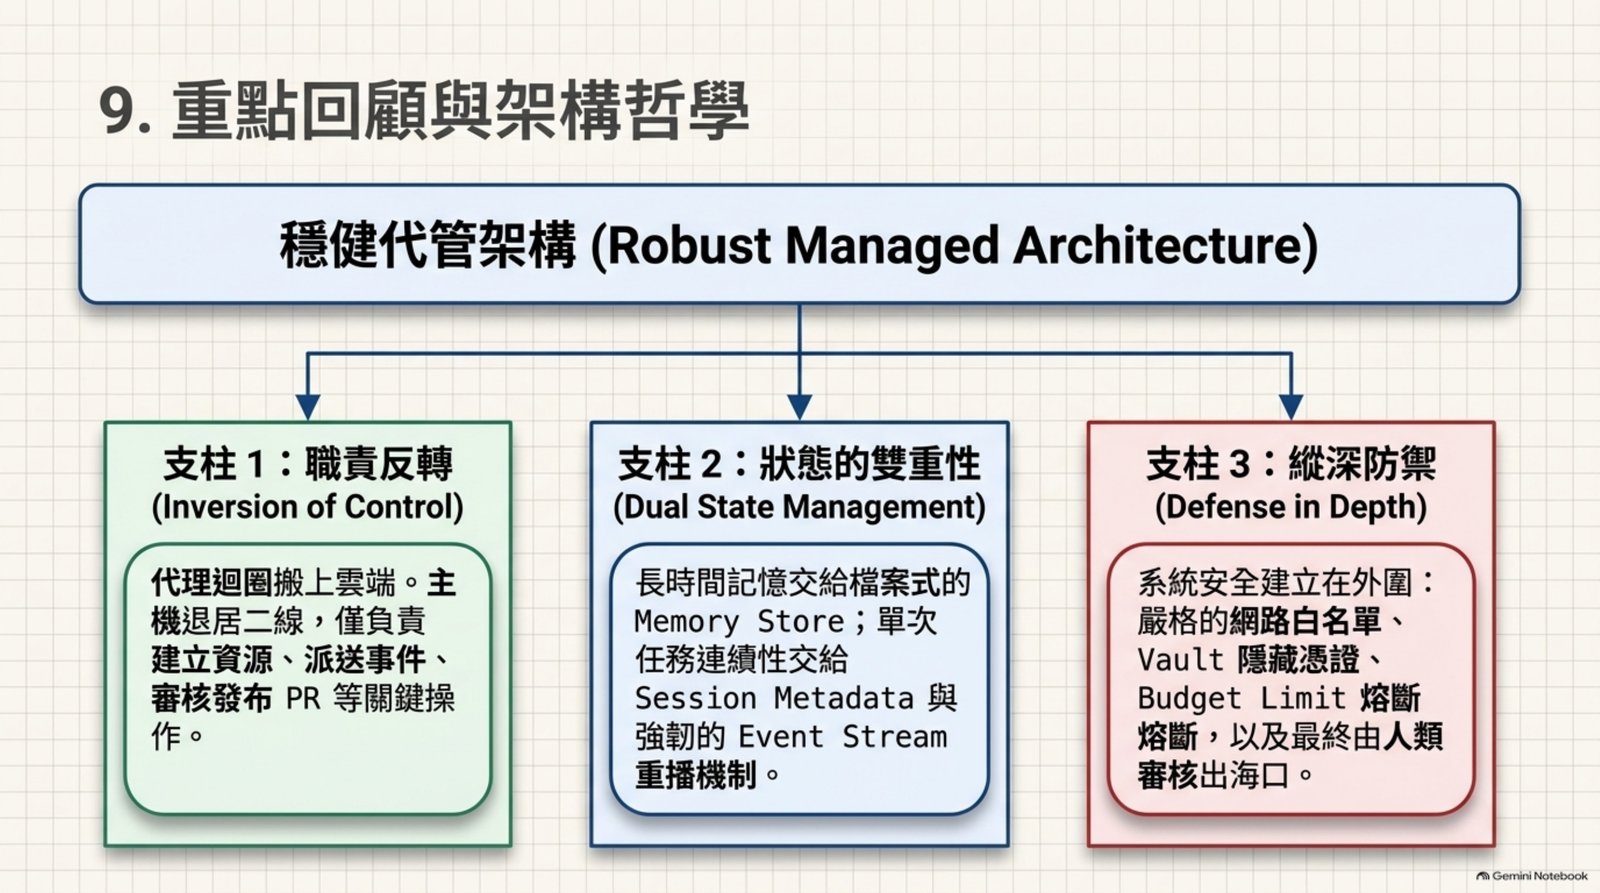 9. 重點回顧與架構哲學
穩健代管架構 (Robust Managed Architecture)
支柱 1：職責反轉
(Inversion of Control)
代理迴圈搬上雲端。主
機退居二線，僅負責
建立資源、派送事件、
審核發布 PR 等關鍵操
作。
支柱 2：狀態的雙重性
(Dual State Management)
長時間記憶交給檔案式的
Memory Store；單次
任務連續性交給
Session Metadata 與
強韌的 Event Stream
重播機制。
支柱 3：縱深防禦
(Defense in Depth)
系統安全建立在外圍：
嚴格的網路白名單、
Vault 隱藏憑證、
Budget Limit 熔斷
熔斷，以及最終由人類
審核出海口。
Gemini Notebook